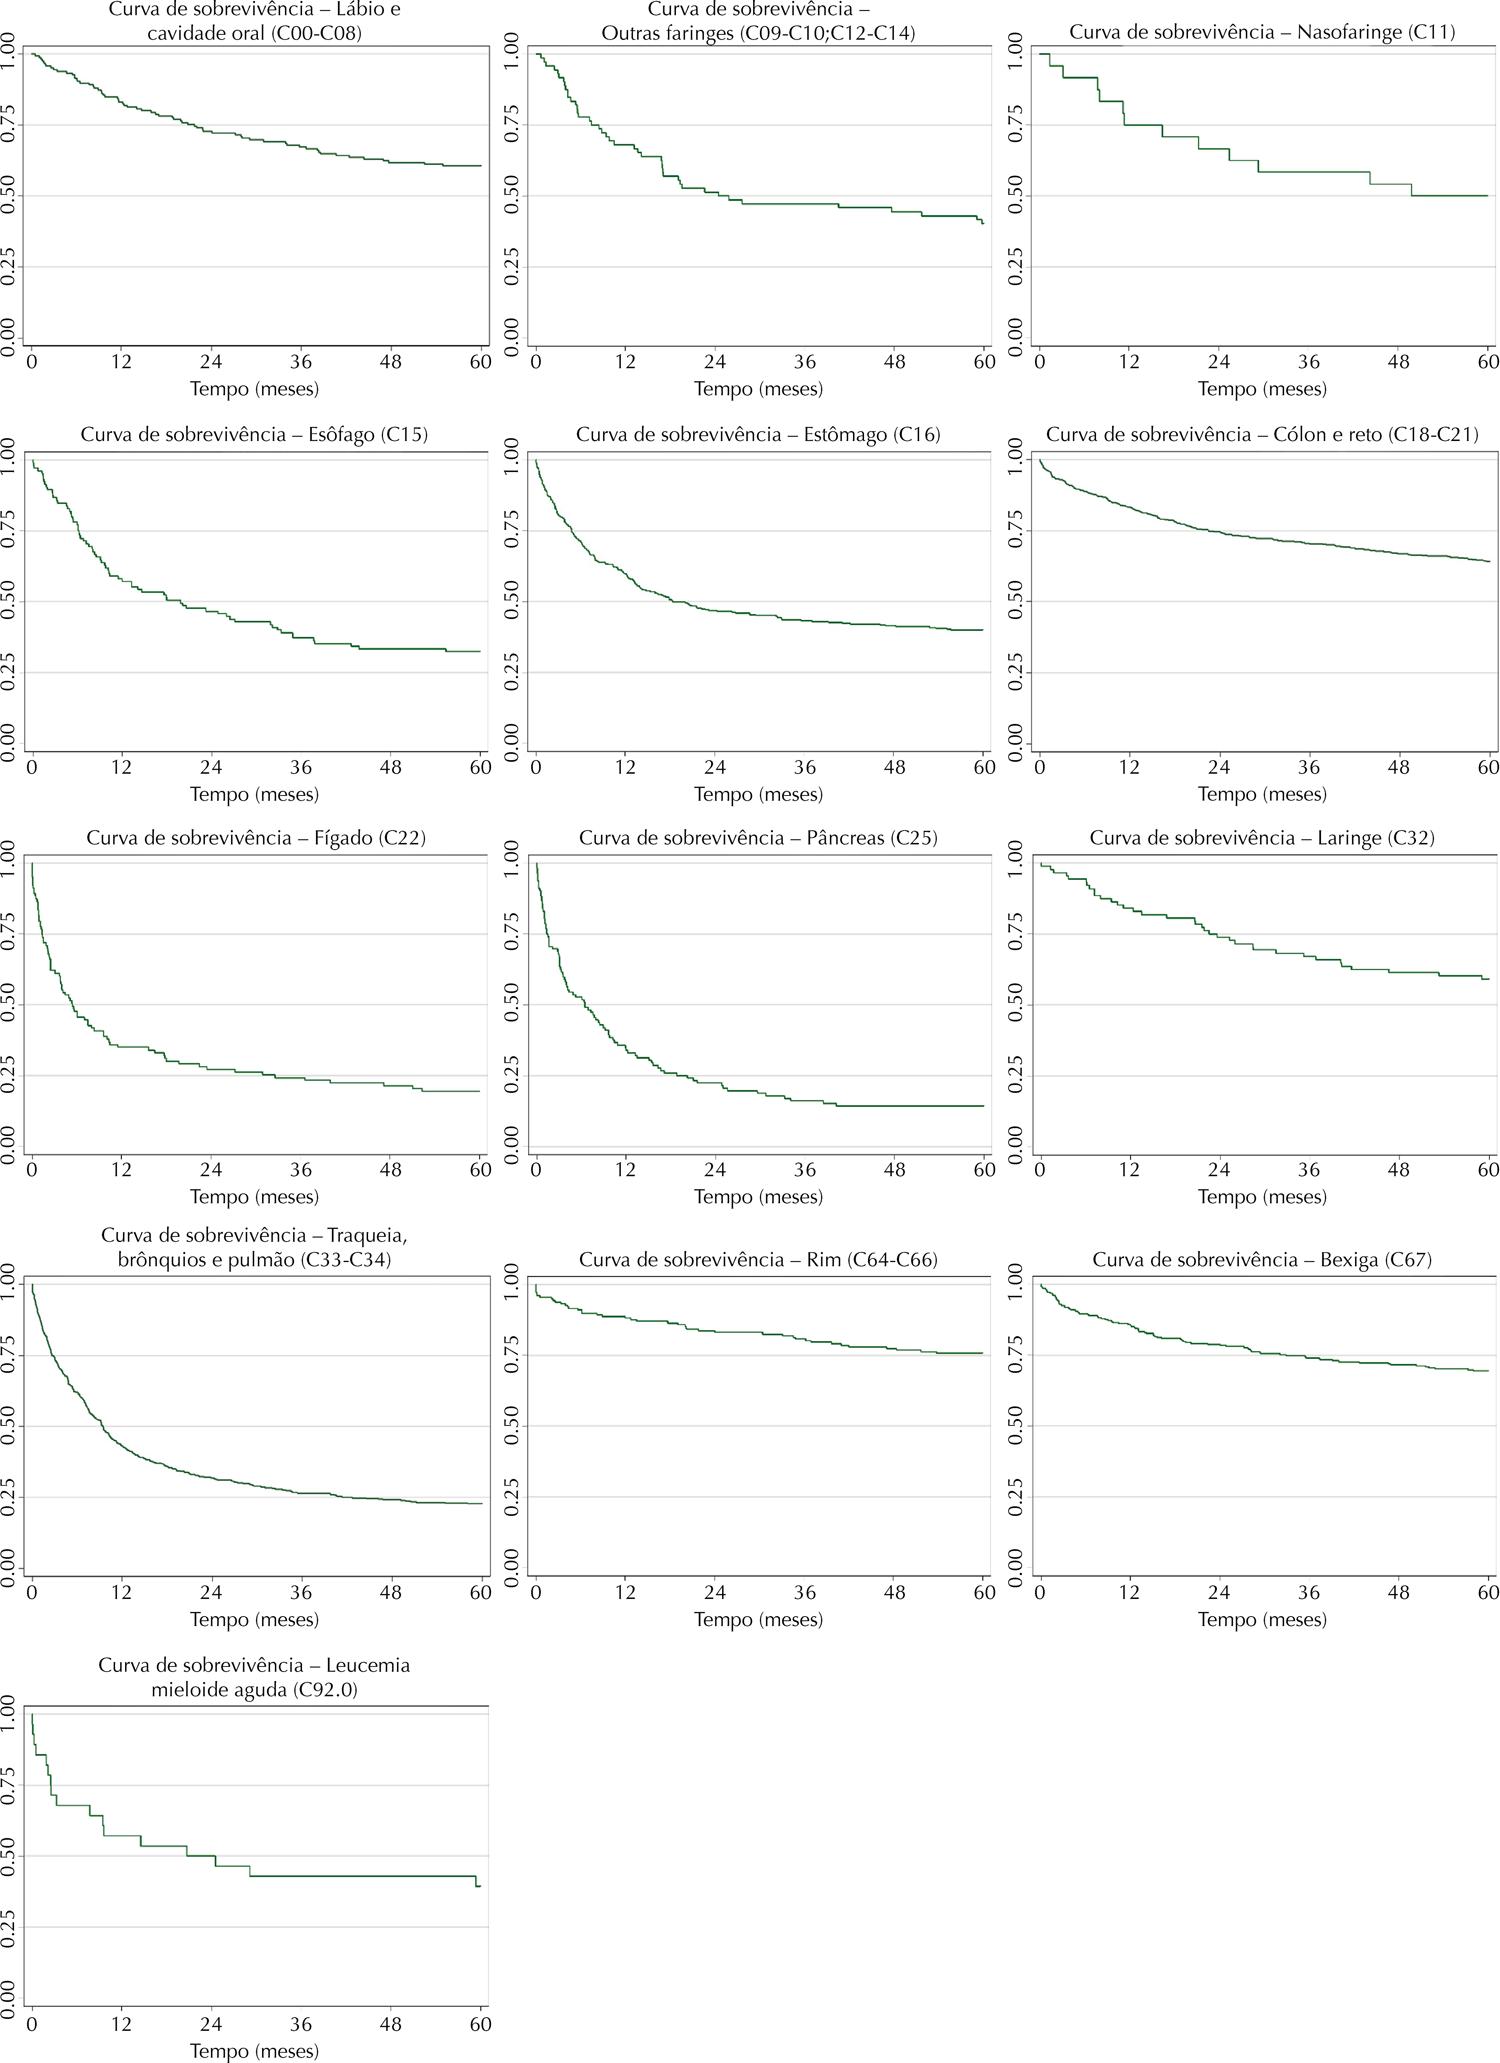 Curva de sobrevivência – Lábio e
cavidade oral (C00-C08)
1.00
0.75
0.50
0.25
0.00
0 12 24 36 48 60
Tempo (meses)
Curva de sobrevivência –
Outras faringes (C09-C10;C12-C14)
1.00
0.75
0.50
0.25
0.00
0 12 24 36 48 60
Tempo (meses)
Curva de sobrevivência – Nasofaringe (C11)
1.00
0.75
0.50
0.25
0.00
0 12 24 36 48 60
Tempo (meses)
Curva de sobrevivência – Esôfago (C15)
1.00
0.75
0.50
0.25
0.00
0 12 24 36 48 60
Tempo (meses)
Curva de sobrevivência – Estômago (C16)
1.00
0.75
0.50
0.25
0.00
0 12 24 36 48 60
Tempo (meses)
Curva de sobrevivência – Cólon e reto (C18-C21)
1.00
0.75
0.50
0.25
0.00
0 12 24 36 48 60
Tempo (meses)
Curva de sobrevivência – Fígado (C22)
1.00
0.75
0.50
0.25
0.00
0 12 24 36 48 60
Tempo (meses)
Curva de sobrevivência – Pâncreas (C25)
1.00
0.75
0.50
0.25
0.00
0 12 24 36 48 60
Tempo (meses)
Curva de sobrevivência – Laringe (C32)
1.00
0.75
0.50
0.25
0.00
0 12 24 36 48 60
Tempo (meses)
Curva de sobrevivência – Traqueia,
brônquios e pulmão (C33-C34)
1.00
0.75
0.50
0.25
0.00
0 12 24 36 48 60
Tempo (meses)
Curva de sobrevivência – Rim (C64-C66)
1.00
0.75
0.50
0.25
0.00
0 12 24 36 48 60
Tempo (meses)
Curva de sobrevivência – Bexiga (C67)
1.00
0.75
0.50
0.25
0.00
0 12 24 36 48 60
Tempo (meses)
Curva de sobrevivência – Leucemia
mieloide aguda (C92.0)
1.00
0.75
0.50
0.25
0.00
0 12 24 36 48 60
Tempo (meses)